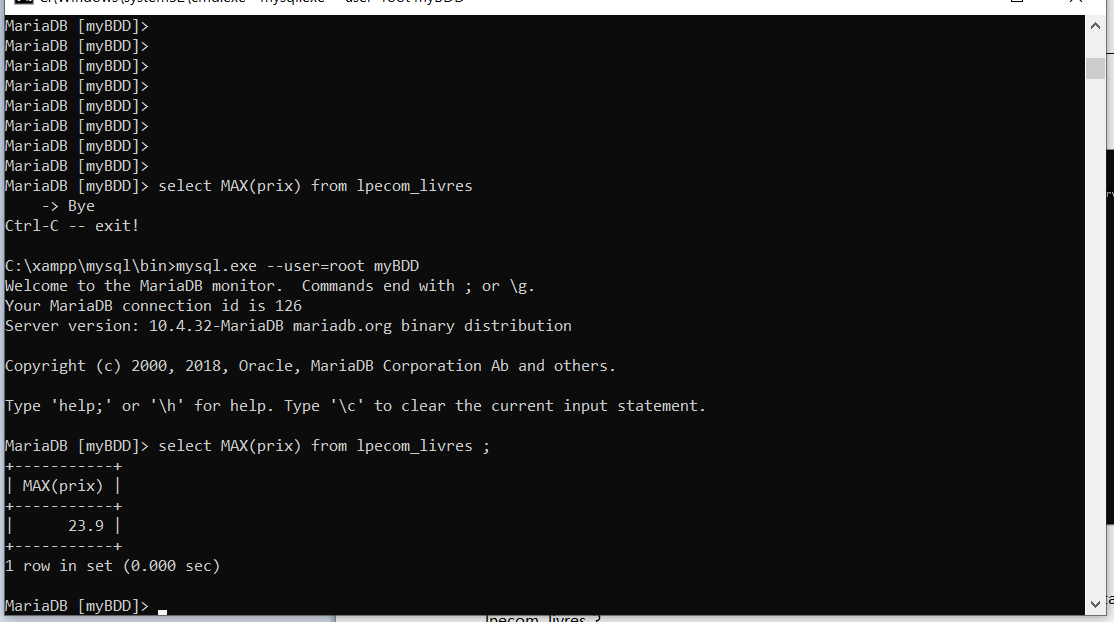 MariaDB [myBDD]>
MariaDB [myBDD]>
MariaDB [myBDD]>
MariaDB [myBDD]>
MariaDB [myBDD]>
MariaDB [myBDD]>
MariaDB [myBDD]>
MariaDB [myBDD]>
MariaDB [myBDD]> select MAX(prix) from lpecom_livres
    -> Bye
Ctrl-C -- exit!
C:\xampp\mysql\bin>mysql.exe --user=root myBDD
Welcome to the MariaDB monitor.  Commands end with ; or \g.
Your MariaDB connection id is 126
Server version: 10.4.32-MariaDB mariadb.org binary distribution
Copyright (c) 2000, 2018, Oracle, MariaDB Corporation Ab and others.
Type 'help;' or '\h' for help. Type '\c' to clear the current input statement.
MariaDB [myBDD]> select MAX(prix) from lpecom_livres ;
+-----------+
| MAX(prix) |
+-----------+
|      23.9 |
+-----------+
1 row in set (0.000 sec)
MariaDB [myBDD]>
lpecom_livres ?